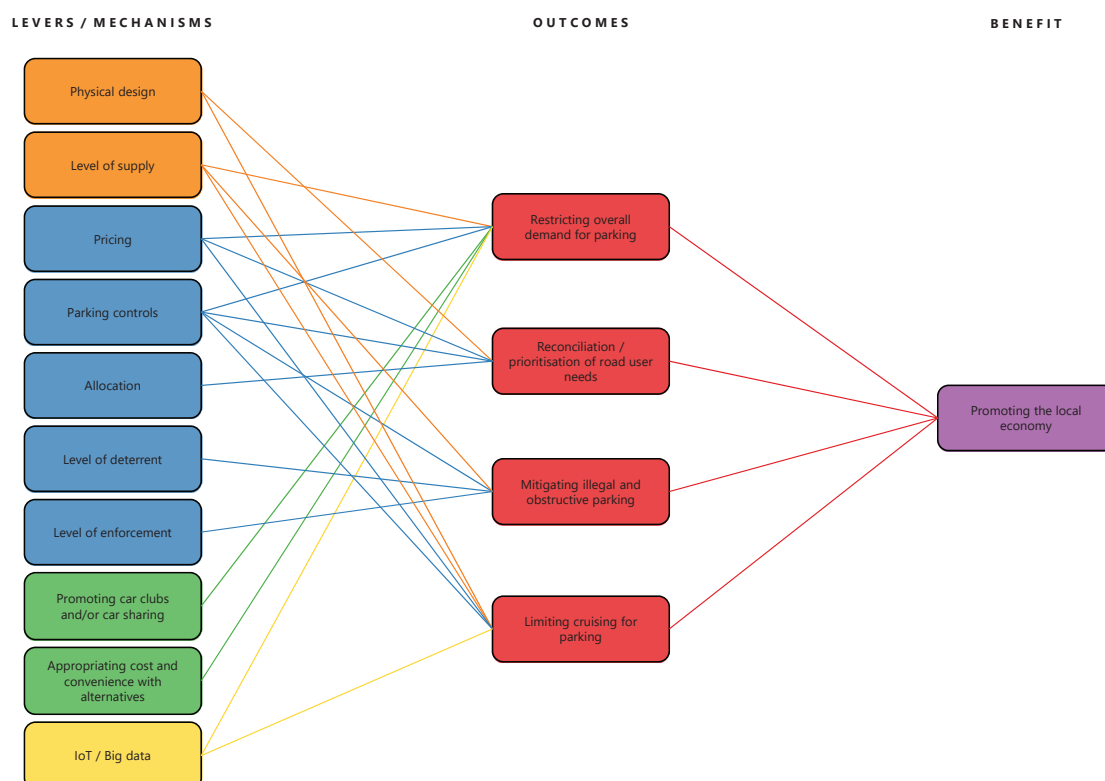 LEVERS / MECHANISMS
OUTCOMES
BENEFIT
Physical design
Level of supply
Pricing
Parking controls
Allocation
Level of deterrent
Level of enforcement
Promoting car clubs
and/or car sharing
Appropriating cost and
convenience with
alternatives
IoT / Big data
Restricting overall
demand for parking
Reconciliation /
prioritisation of road user
needs
Mitigating illegal and
obstructive parking
Limiting cruising for
parking
Promoting the local
economy